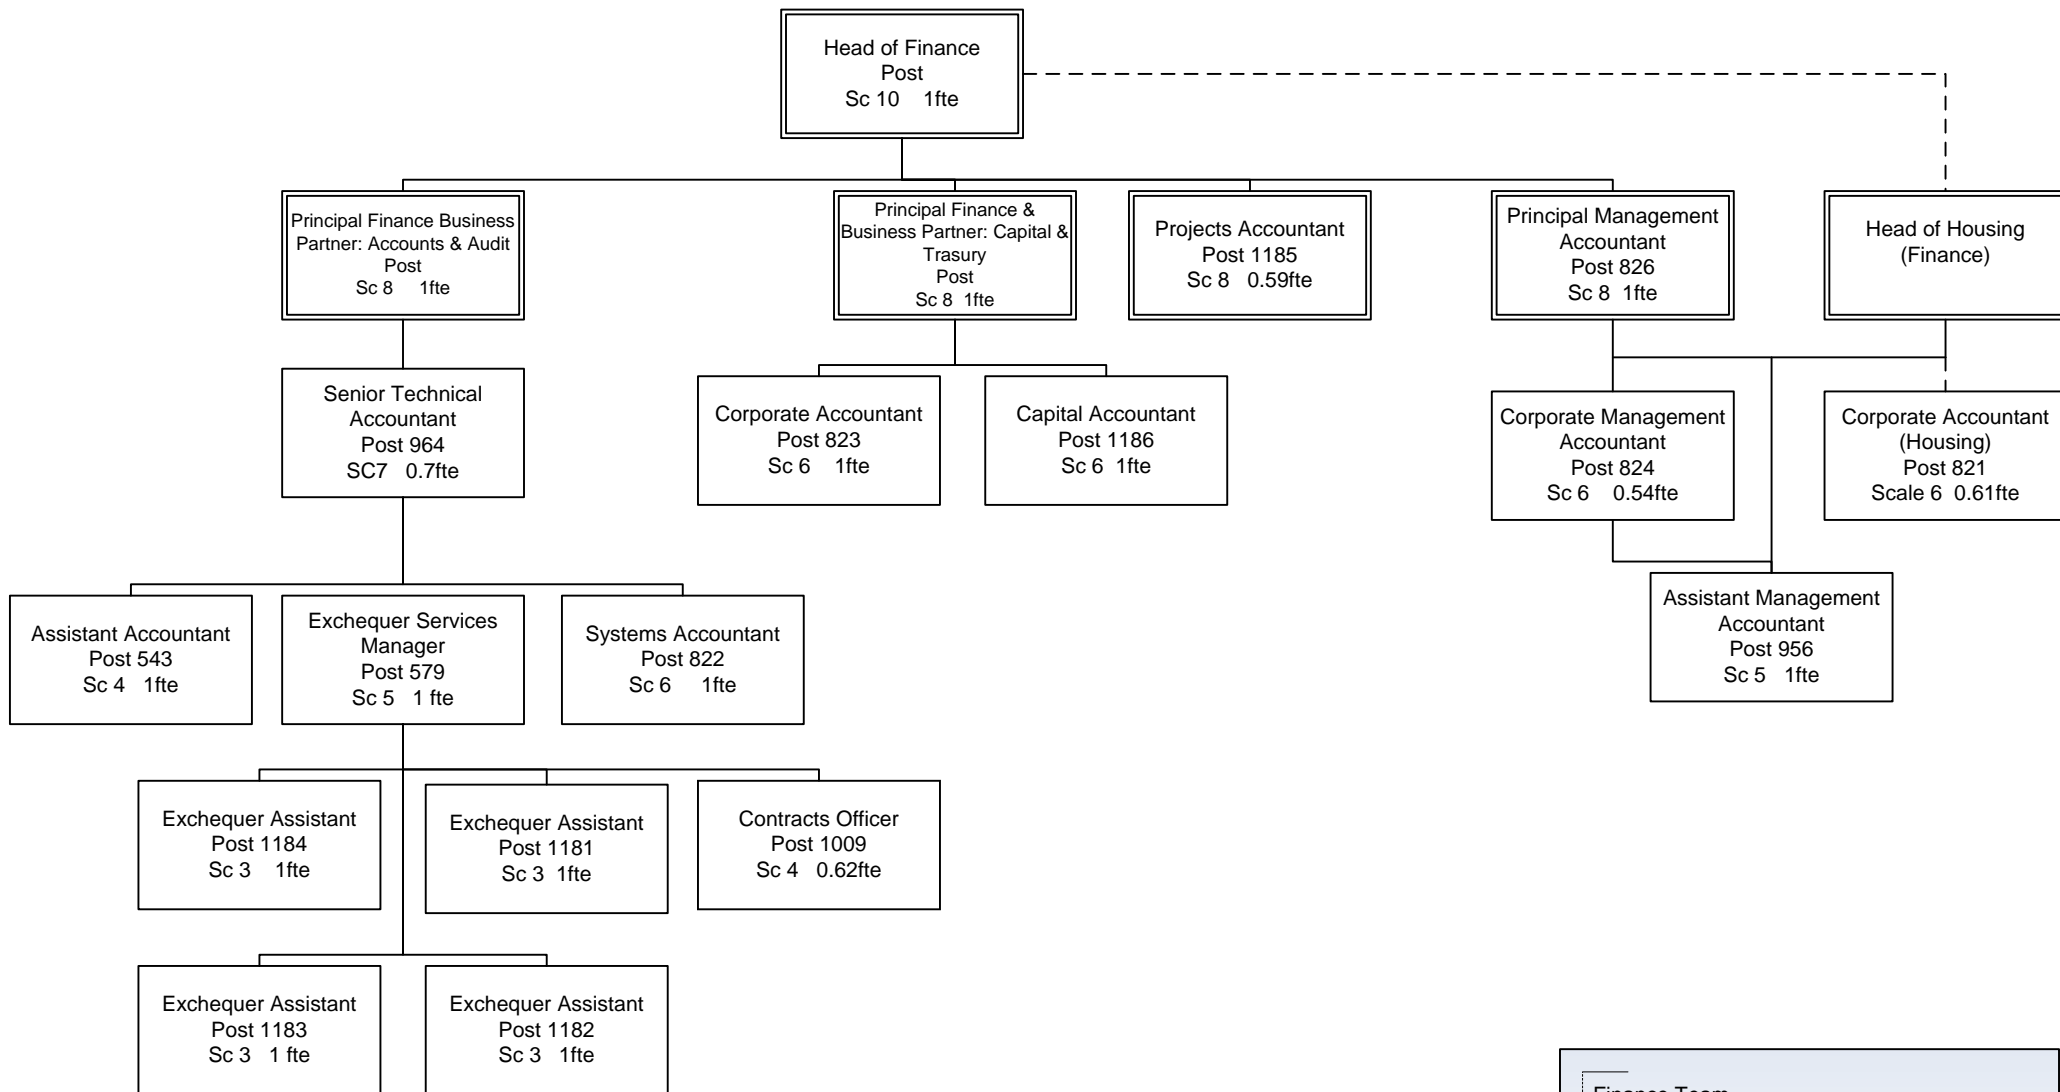 Head of Finance
Post
Sc 10 1fte
Principal Finance Business
Partner: Accounts & Audit
Post
Sc 8 1fte
Principal Finance &
Business Partner: Capital &
Trasury
Post
Sc 8 1fte
Projects Accountant
Post 1185
Sc 8 0.59fte
Principal Management
Accountant
Post 826
Sc 8 1fte
Head of Housing
(Finance)
Senior Technical
Accountant
Post 964
SC7 0.7fte
Corporate Accountant
Post 823
Sc 6 1fte
Capital Accountant
Post 1186
Sc 6 1fte
Corporate Management
Accountant
Post 824
Sc 6 0.54fte
Corporate Accountant
(Housing)
Post 821
Scale 6 0.61fte
Assistant Accountant
Post 543
Sc 4 1fte
Exchequer Services
Manager
Post 579
Sc 5 1 fte
Systems Accountant
Post 822
Sc 6 1fte
Assistant Management
Accountant
Post 956
Sc 5 1fte
Exchequer Assistant
Post 1184
Sc 3 1fte
Exchequer Assistant
Post 1181
Sc 3 1fte
Contracts Officer
Post 1009
Sc 4 0.62fte
Exchequer Assistant
Post 1183
Sc 3 1 fte
Exchequer Assistant
Post 1182
Sc 3 1fte
Finance Team